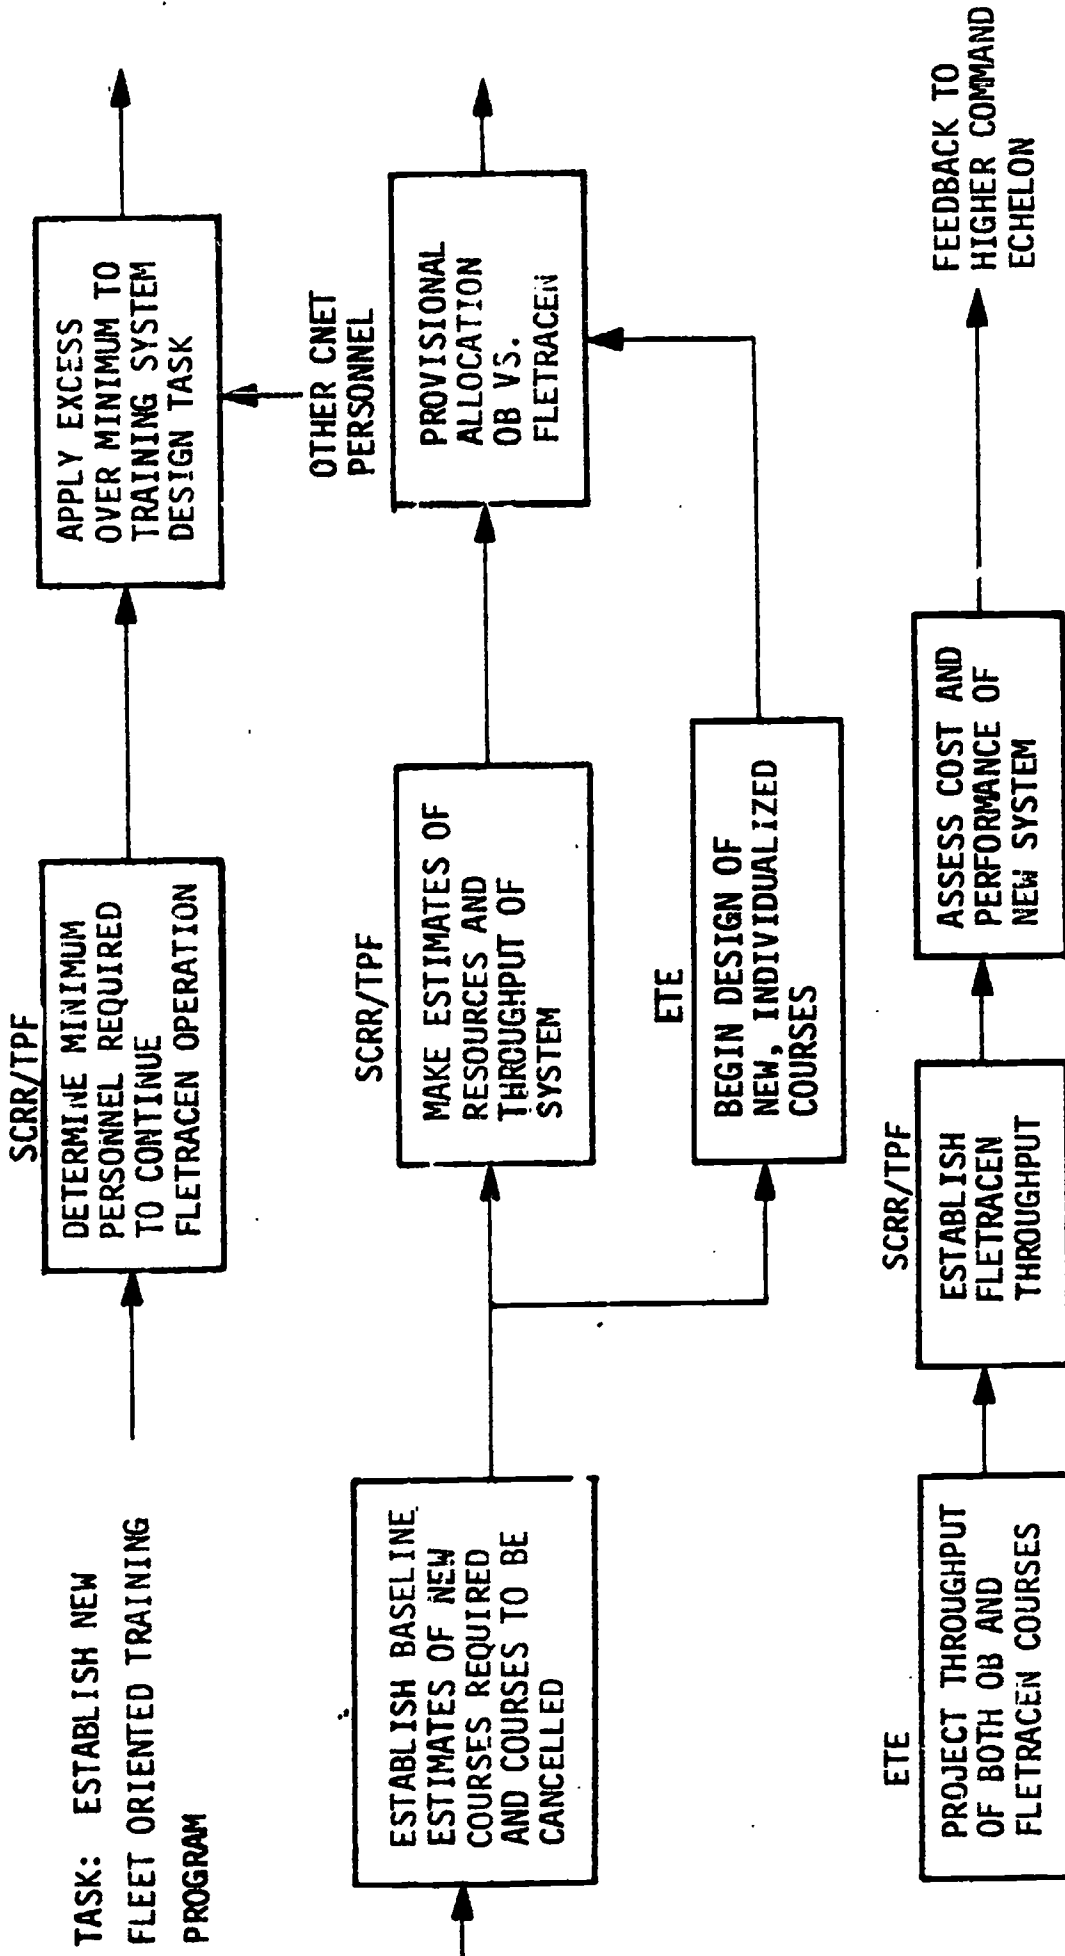 TASK: ESTABLISH NEW
FLEET ORIENTED TRAINING
PROGRAM
SCRR/TPF
DETERMINE MINIMUM
PERSONNEL REQUIRED
TO CONTINUE
FLETRACEN OPERATION
APPLY EXCESS
OVER MINIMUM TO
TRAINING SYSTEM
DESIGN TASK
OTHER CNET
PERSONNEL
ESTABLISH BASELINE
ESTIMATES OF NEW
COURSES REQUIRED
AND COURSES TO BE
CANCELLED
SCRR/TPF
MAKE ESTIMATES OF
RESOURCES AND
THROUGHPUT OF
SYSTEM
PROVISIONAL
ALLOCATION
OB VS.
FLETRACEN
ETE
BEGIN DESIGN OF
NEW, INDIVIDUALIZED
COURSES
ETE
PROJECT THROUGHPUT
OF BOTH OB AND
FLETRACEN COURSES
SCRR/TPF
ESTABLISH
FLETRACEN
THROUGHPUT
ASSESS COST AND
PERFORMANCE OF
NEW SYSTEM
FEEDBACK TO
HIGHER COMMAND
ECHELON